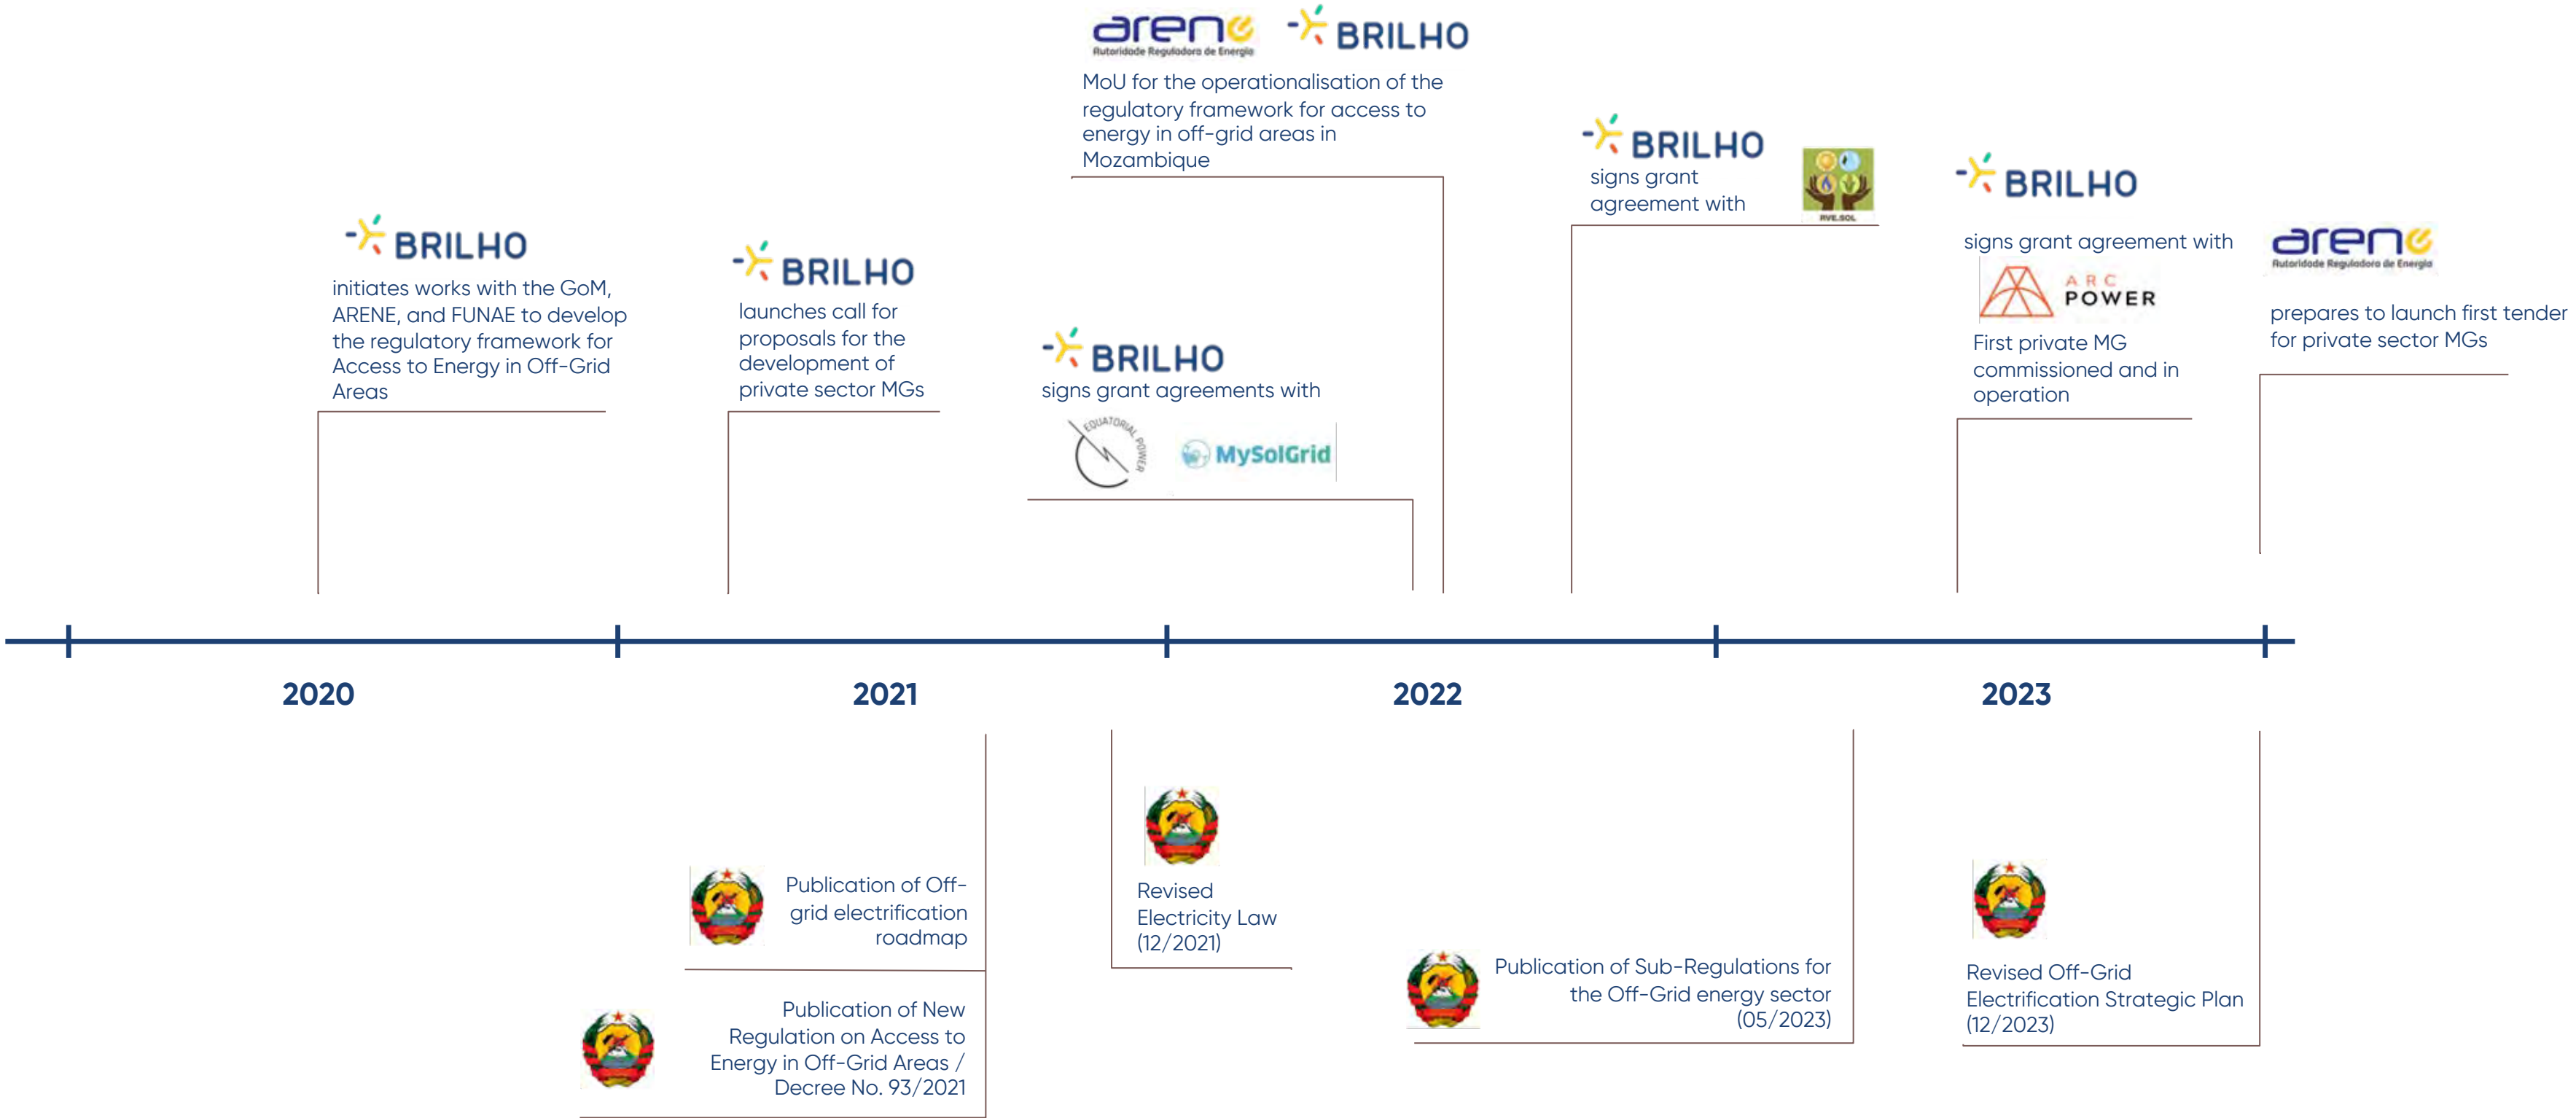 arene
Autoridade Reguladora de Energia
BRILHO
MoU for the operationalisation of the
regulatory framework for access to
energy in off-grid areas in
Mozambique
BRILHO
signs grant
agreement with
RVE.SOL
BRILHO
signs grant agreement with
ARC
POWER
First private MG
commissioned and in
operation
arene
Autoridade Reguladora de Energia
prepares to launch first tender
for private sector MGs
BRILHO
initiates works with the GoM,
ARENE, and FUNAE to develop
the regulatory framework for
Access to Energy in Off-Grid
Areas
BRILHO
launches call for
proposals for the
development of
private sector MGs
BRILHO
signs grant agreements with
EQUATORIAL POWER
MySolGrid
2020
2021
2022
2023
Publication of Off-
grid electrification
roadmap
Publication of New
Regulation on Access to
Energy in Off-Grid Areas /
Decree No. 93/2021
Revised
Electricity Law
(12/2021)
Publication of Sub-Regulations for
the Off-Grid energy sector
(05/2023)
Revised Off-Grid
Electrification Strategic Plan
(12/2023)